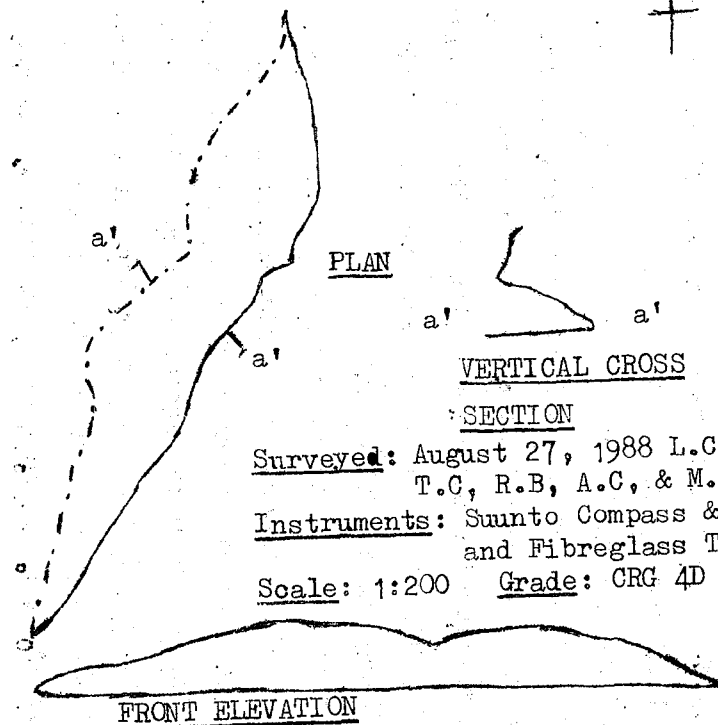 a'
PLAN
a' a'
a'
VERTICAL CROSS
SECTION
Surveyed: August 27, 1988 L.C
T.C, R.B, A.C, & M.
Instruments: Suunto Compass &
and Fibreglass T
Scale: 1:200 Grade: CRG 4D
FRONT ELEVATION